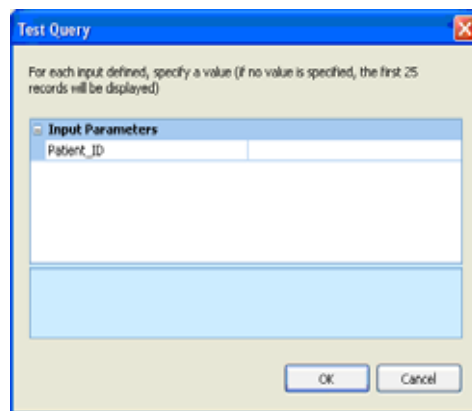 Test Query
For each input defined, specify a value (if no value is specified, the first 25
records will be displayed)
Input Parameters
Patient_ID
OK
Cancel